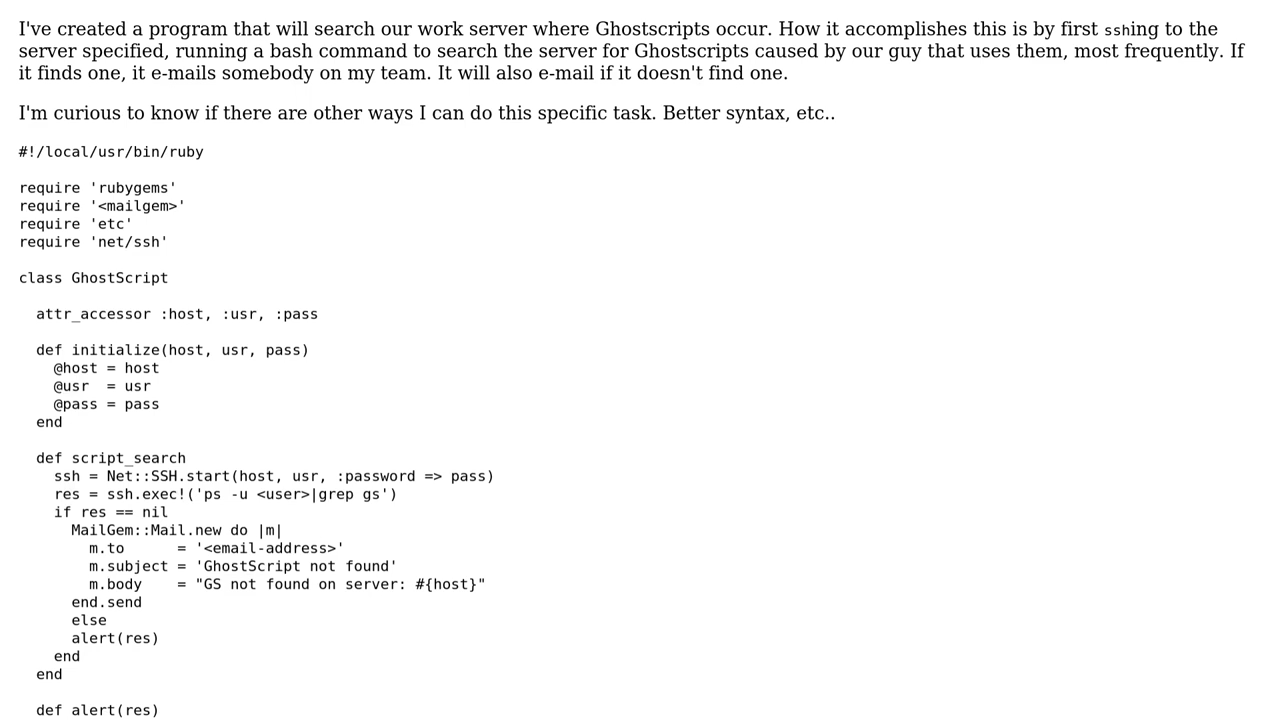 I've created a program that will search our work server where Ghostscripts occur. How it accomplishes this is by first sshing to the
server specified, running a bash command to search the server for Ghostscripts caused by our guy that uses them, most frequently. If
it finds one, it e-mails somebody on my team. It will also e-mail if it doesn't find one.
I'm curious to know if there are other ways I can do this specific task. Better syntax, etc..
#!/local/usr/bin/ruby
require 'rubygems'
require '<mailgem>'
require 'etc'
require 'net/ssh'
class GhostScript
  attr_accessor :host, :usr, :pass
  def initialize(host, usr, pass)
    @host = host
    @usr  = usr
    @pass = pass
  end
  def script_search
    ssh = Net::SSH.start(host, usr, :password => pass)
    res = ssh.exec!('ps -u <user>|grep gs')
    if res == nil
      MailGem::Mail.new do |m|
        m.to      = '<email-address>'
        m.subject = 'GhostScript not found'
        m.body    = "GS not found on server: #{host}"
      end.send
      else
      alert(res)
    end
  end
  def alert(res)